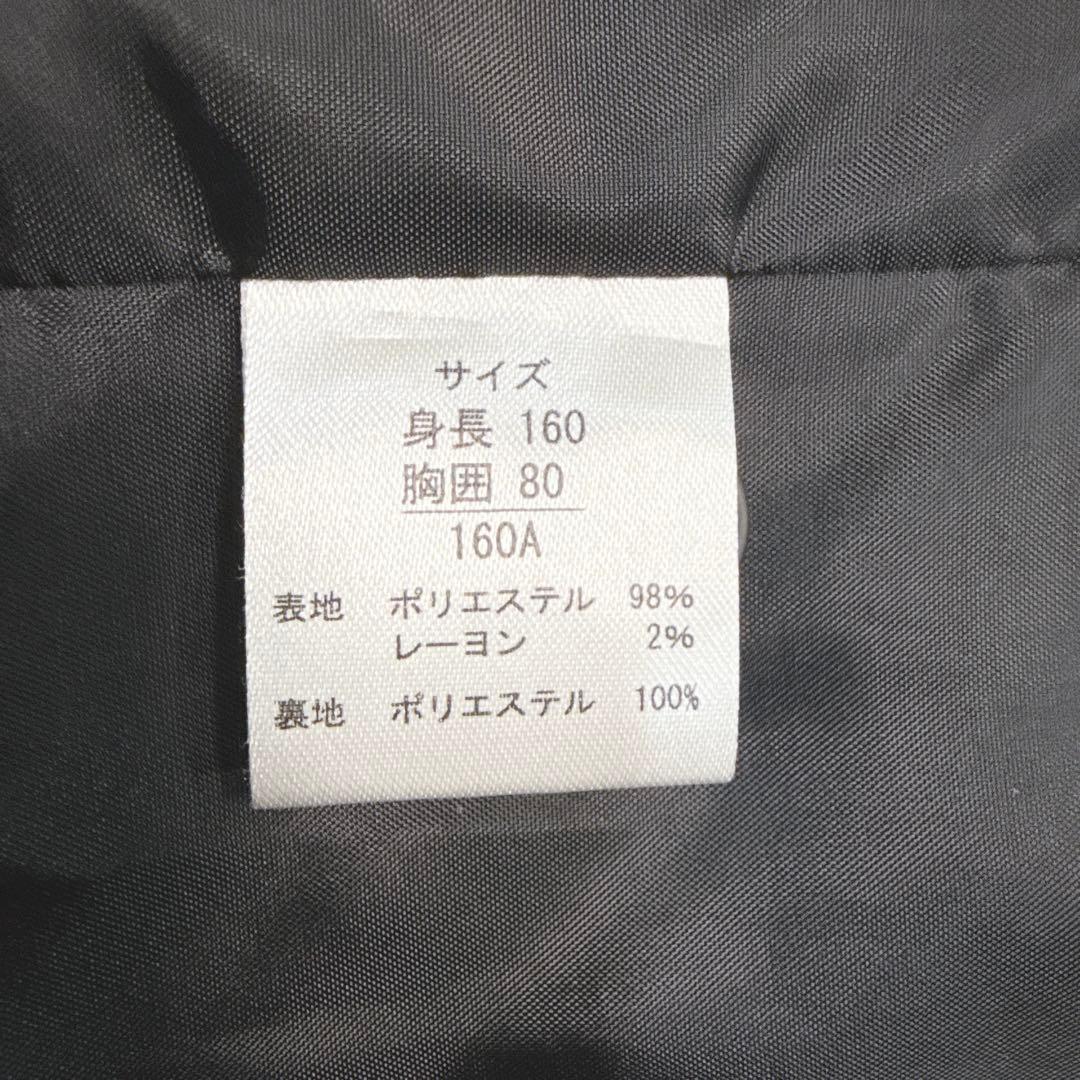 サイズ
身長 160
胸囲 80
160A
表地 ポリエステル 98%
レーヨン 2%
裏地 ポリエステル 100%